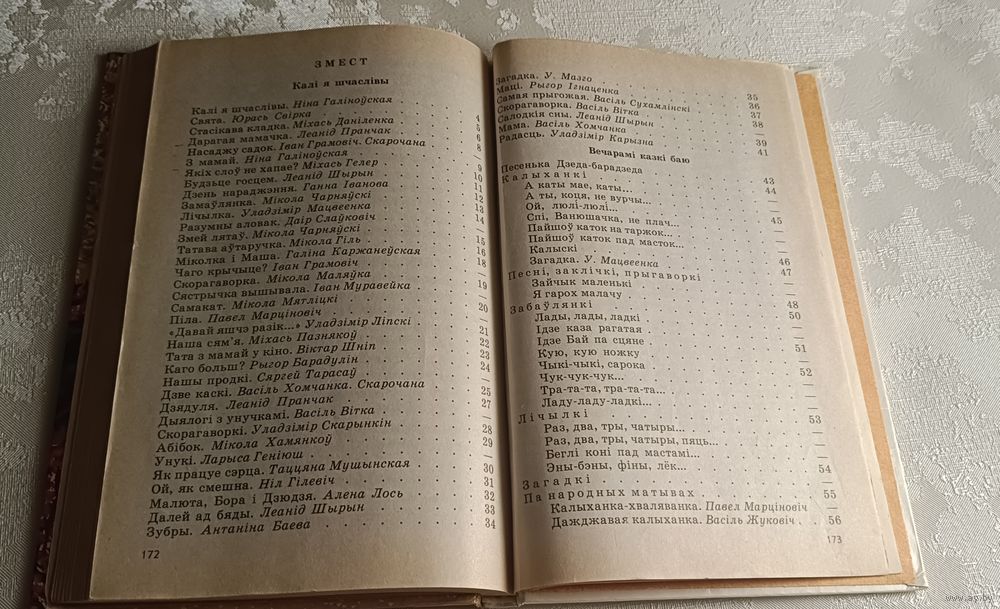 ЗМЕСТ
Калі я шчаслівы
Калі я шчаслівы. Ніна Галіноўская . . . 4
Свята. Юрась Свірка . . . 5
Стасікава кладка. Міхась Даніленка . . . 6
Дарагая мамачка. Леанід Пранчак . . . —
Насаджу садок. Іван Грамовіч. Скарочана . . . 8
З мамай. Ніна Галіноўская . . . —
Якіх слоў не хапае? Міхась Гелер . . . 9
Будзьце госцем. Леанід Шырын . . . 10
Дзень нараджэння. Ганна Іванова . . . 11
Замаўлянка. Мікола Чарняўскі . . . 12
Лічылка. Уладзімір Мацвеенка . . . 13
Разумны аловак. Даір Слаўковіч . . . 14
Змей лятаў. Мікола Чарняўскі . . . —
Татава аўтаручка. Мікола Гіль . . . 15
Міколка і Маша. Галіна Каржанеўская . . . 16
Чаго крычыце? Іван Грамовіч . . . 18
Скорагаворка. Мікола Маляўка . . . —
Сястрычка вышывала. Іван Муравейка . . . 19
Самакат. Мікола Мятліцкі . . . —
Піла. Павел Марціновіч . . . 20
«Давай яшчэ разік...» Уладзімір Ліпскі . . . —
Наша сям'я. Міхась Пазнякоў . . . 21
Тата з мамай у кіно. Віктар Шніп . . . 22
Каго больш? Рыгор Барадулін . . . 23
Нашы продкі. Сяргей Тарасаў . . . 24
Дзве каскі. Васіль Хомчанка. Скарочана . . . —
Дзядуля. Леанід Пранчак . . . 25
Дыялогі з унучкамі. Васіль Вітка . . . 27
Скорагаворкі. Уладзімір Скарынкін . . . —
Абібок. Мікола Хамянкоў . . . 28
Унукі. Ларыса Геніюш . . . 29
Як працуе сэрца. Таццяна Мушынская . . . —
Ой, як смешна. Ніл Гілевіч . . . 30
Малюта, Бора і Дзюдзя. Алена Лось . . . 31
Далей ад бяды. Леанід Шырын . . . 32
Зубры. Антаніна Баева . . . 33
34
172
Загадка. У. Мазго . . .
Маці. Рыгор Ігнаценка . . . 35
Самая прыгожая. Васіль Сухамлінскі . . . 36
Скорагаворка. Васіль Вітка . . . 37
Салодкія сны. Леанід Шырын . . . 38
Мама. Васіль Хомчанка . . . —
Радасць. Уладзімір Карызна . . . 39
41
Вечарамі казкі баю
Песенька Дзеда-барадзеда . . . 43
Калыханкі . . . 44
А каты мае, каты... . . . —
А ты, коця, не вурчы... . . . —
Ой, люлі-люлі... . . . 45
Спі, Ванюшачка, не плач... . . . —
Пайшоў каток на таржок... . . . —
Пайшоў каток пад масток... . . . —
Калыскі . . . 46
Загадка. У. Мацвеенка . . . 47
Песні, заклічкі, прыгаворкі . . . —
Зайчык маленькі . . . —
Я гарох малачу . . . 48
Забаўлянкі . . . 50
Лады, лады, ладкі . . . —
Ідзе каза рагатая . . . —
Ідзе Бай па сцяне . . . 51
Кую, кую ножку . . . —
Чыкі-чыкі, сарока . . . 52
Чук-чук-чук... . . . —
Тра-та-та, тра-та-та... . . . —
Ладу-ладу-ладкі... . . . —
Лічылкі . . . 53
Раз, два, тры, чатыры... . . . —
Раз, два, тры, чатыры, пяць... . . . —
Беглі коні пад мастамі... . . . —
Эны-бэны, фіны, лёк... . . . 54
Загадкі . . . —
Па народных матывах . . . 55
Калыханка-хваляванка. Павел Марціновіч . . . —
Дажджавая калыханка. Васіль Жуковіч . . . 56
173